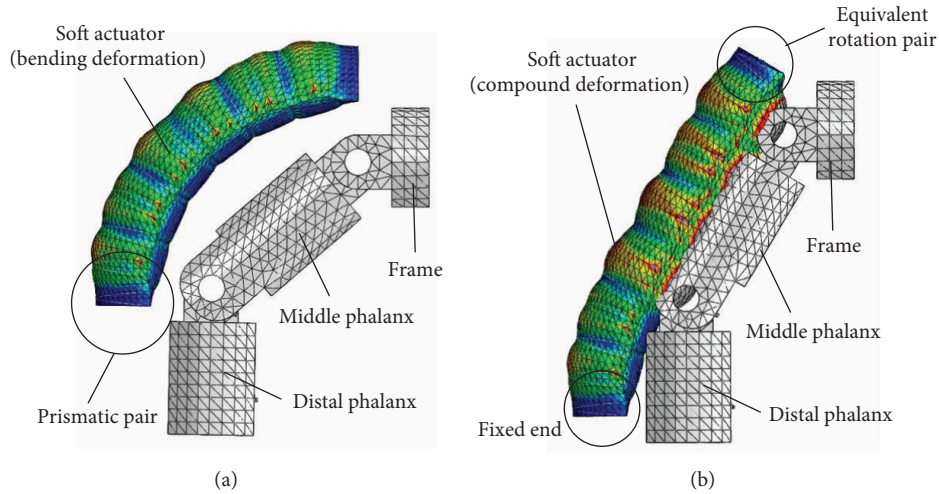 Soft actuator
(bending deformation)
Frame
Middle phalanx
Distal phalanx
Prismatic pair
(a)
Equivalent
rotation pair
Soft actuator
(compound deformation)
Frame
Middle phalanx
Distal phalanx
Fixed end
(b)